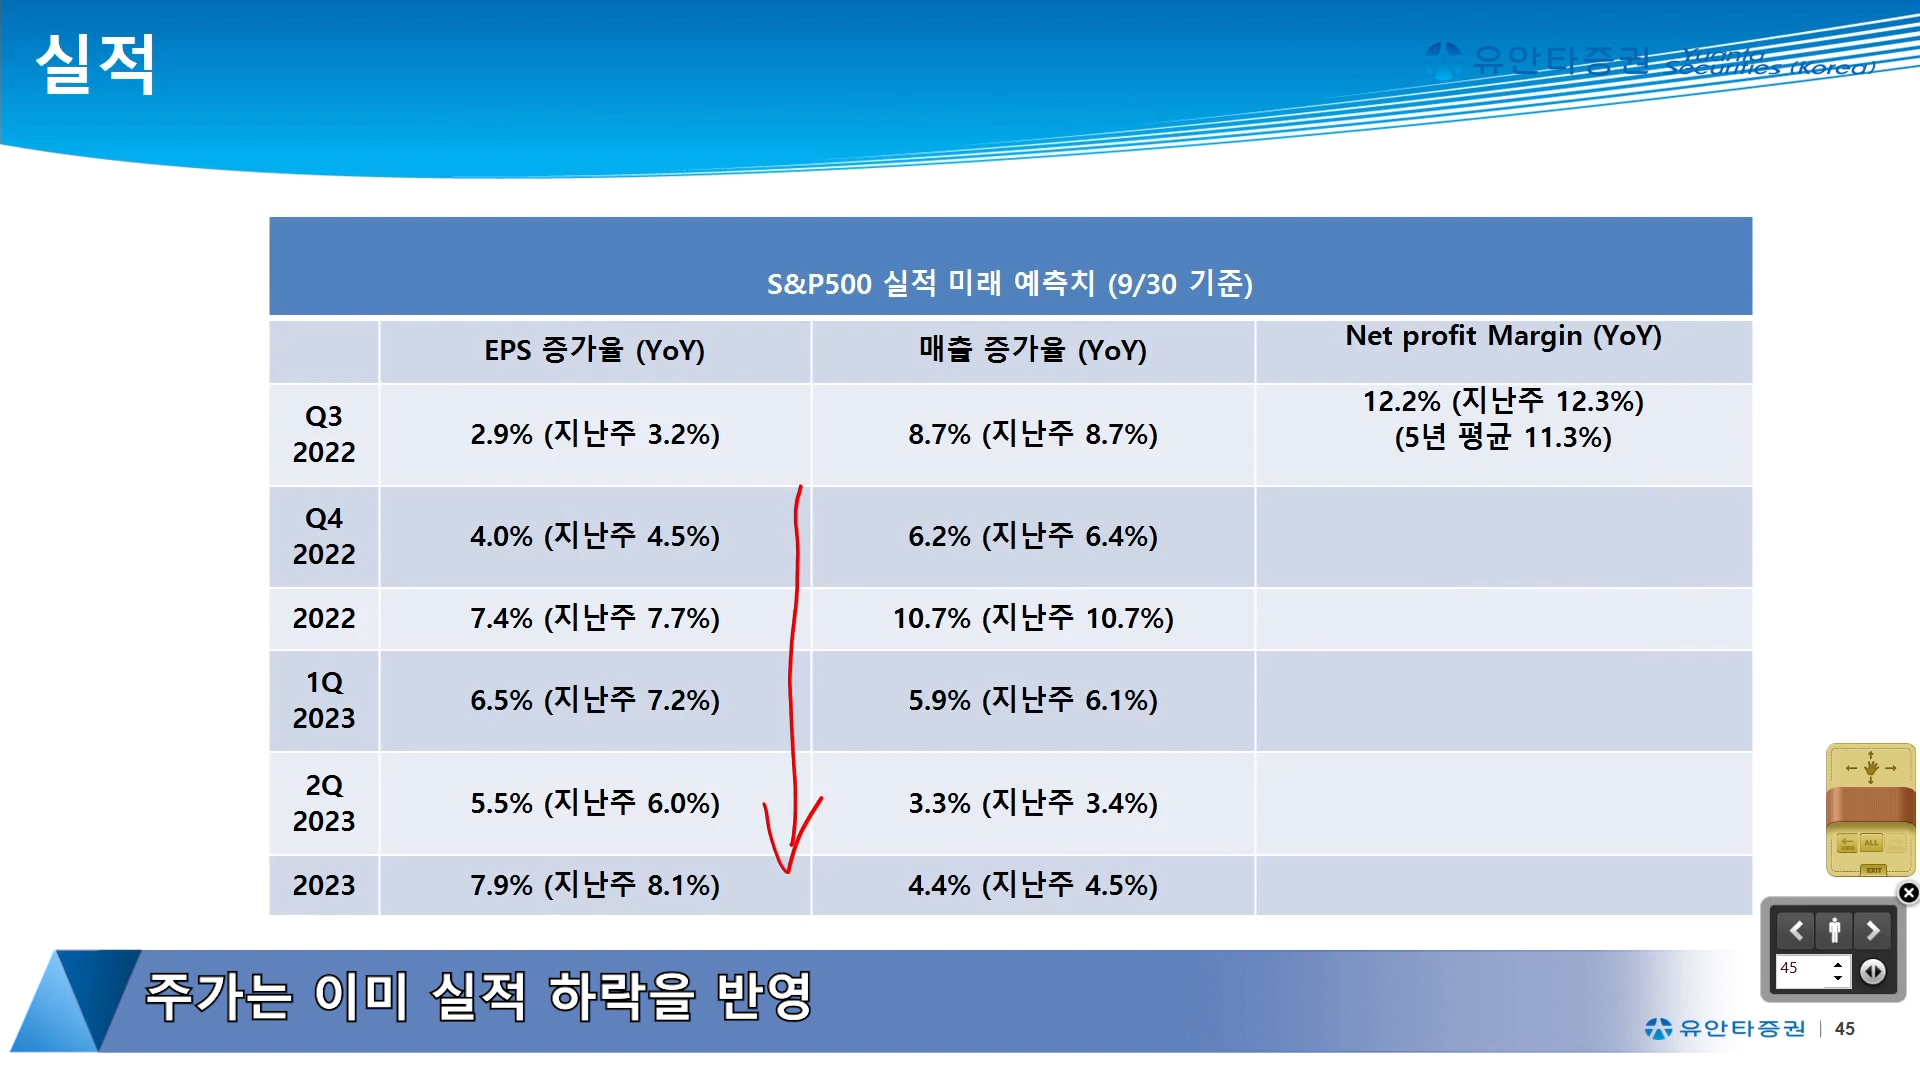 실적
유안타증권 Yuanta Securities (Korea)
S&P500 실적 미래 예측치 (9/30 기준)
EPS 증가율 (YoY) 매출 증가율 (YoY) Net profit Margin (YoY)
Q3 2022 2.9% (지난주 3.2%) 8.7% (지난주 8.7%) 12.2% (지난주 12.3%)
(5년 평균 11.3%)
Q4 2022 4.0% (지난주 4.5%) 6.2% (지난주 6.4%)
2022 7.4% (지난주 7.7%) 10.7% (지난주 10.7%)
1Q 2023 6.5% (지난주 7.2%) 5.9% (지난주 6.1%)
2Q 2023 5.5% (지난주 6.0%) 3.3% (지난주 3.4%)
2023 7.9% (지난주 8.1%) 4.4% (지난주 4.5%)
ALL
EXIT
45
주가는 이미 실적 하락을 반영
유안타증권 | 45